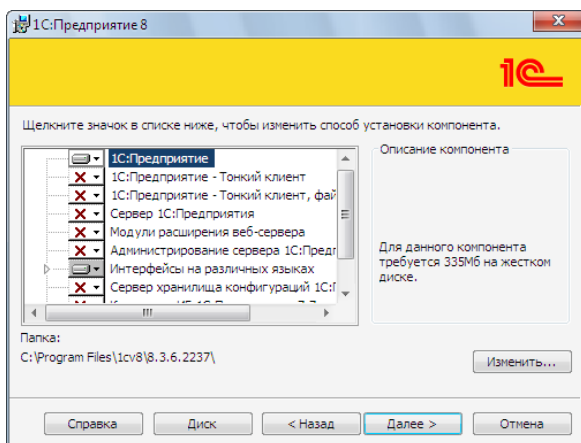 1С:Предприятие 8
1С
Щелкните значок в списке ниже, чтобы изменить способ установки компонента.
1С:Предприятие
1С:Предприятие - Тонкий клиент
1С:Предприятие - Тонкий клиент, фай
Сервер 1С:Предприятия
Модули расширения веб-сервера
Администрирование сервера 1С:Предг
Интерфейсы на различных языках
Сервер хранилища конфигураций 1С:Г
Описание компонента
Для данного компонента
требуется 335Мб на жестком
диске.
Папка:
C:\Program Files\1cv8\8.3.6.2237\
Изменить...
Справка
Диск
< Назад
Далее >
Отмена